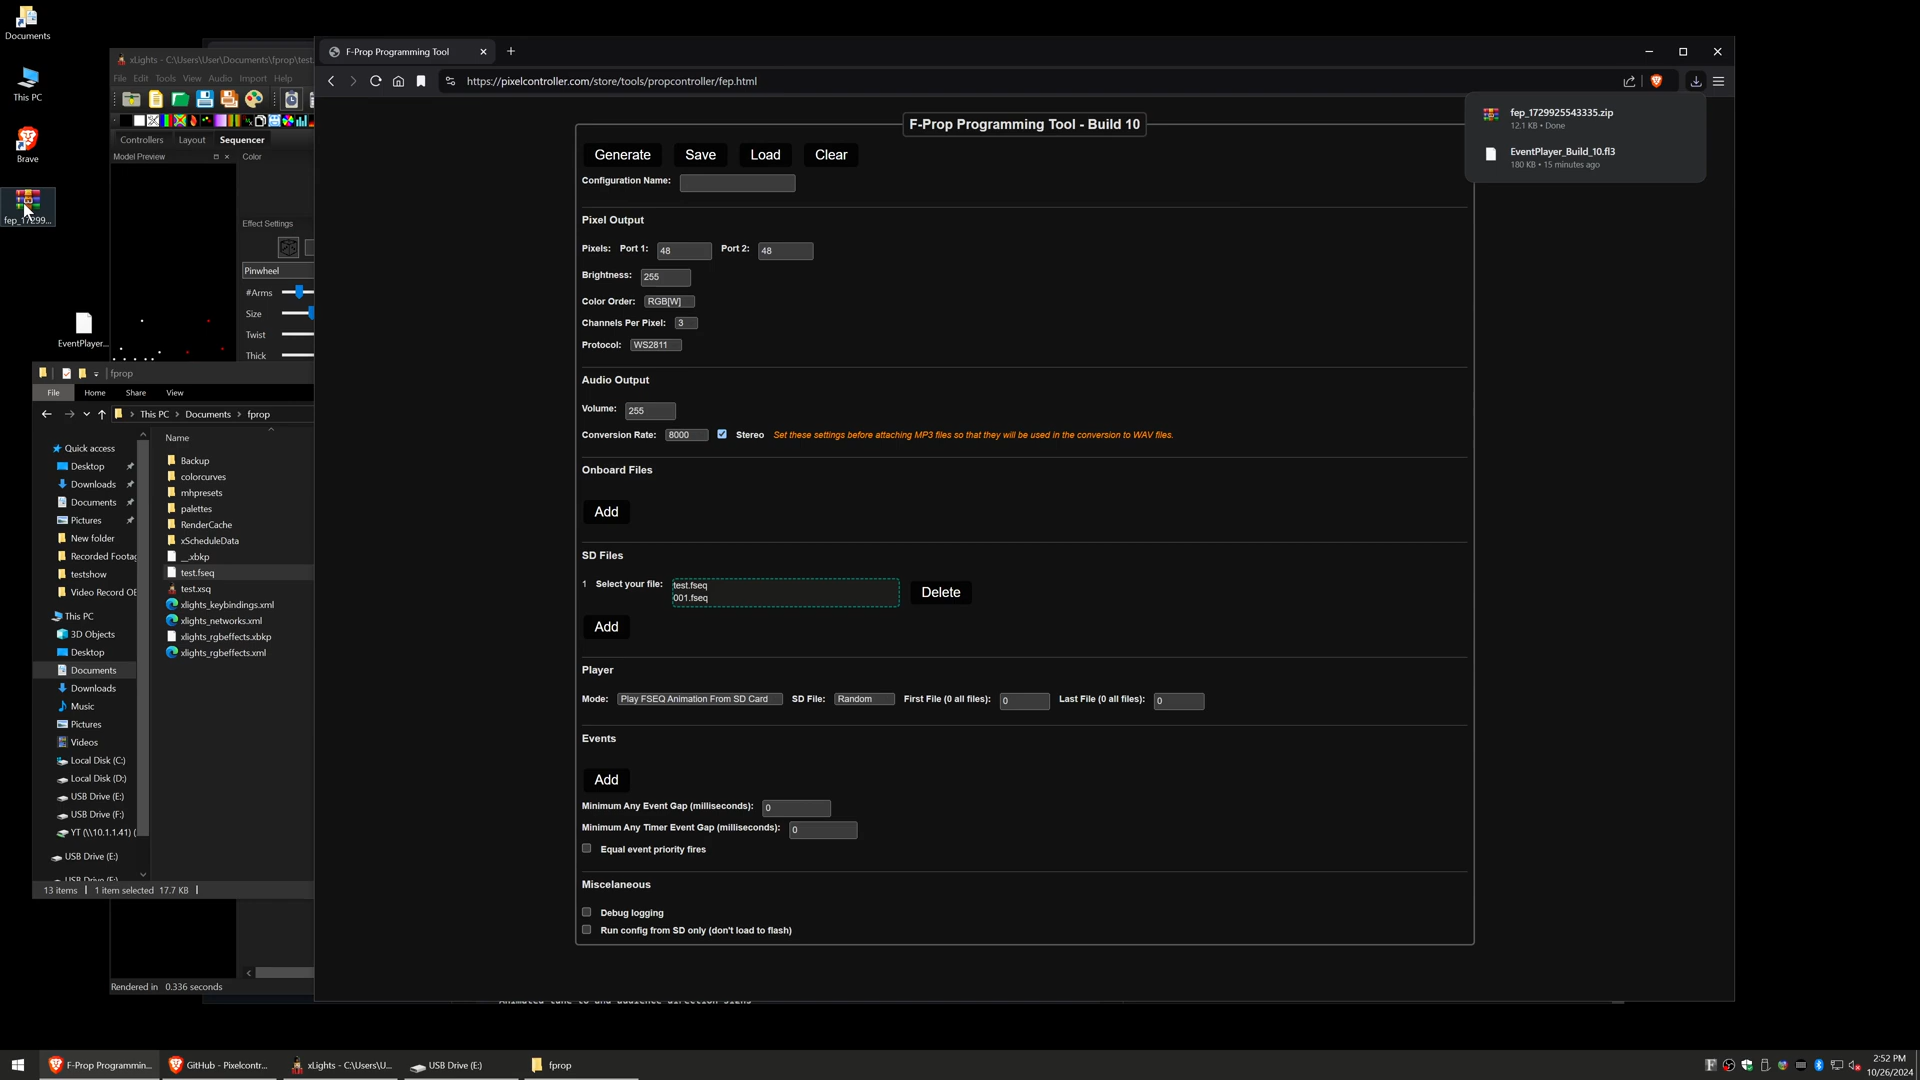 Documents
This PC
Brave
fep_17299...
EventPlayer...
xLights - C:\Users\User\Documents\fprop\test.
File Edit Tools View Audio Import Help
Controllers Layout Sequencer
Model Preview
Color
Effect Settings
Pinwheel
#Arms
Size
Twist
Thick
Rendered in 0.336 seconds
fprop
File Home Share View
This PC > Documents > fprop
Name
Quick access
Desktop
Downloads
Documents
Pictures
New folder
Recorded Footag
testshow
Video Record OB
This PC
3D Objects
Desktop
Documents
Downloads
Music
Pictures
Videos
Local Disk (C:)
Local Disk (D:)
USB Drive (E:)
USB Drive (F:)
YT (\\10.1.1.41) (
USB Drive (E:)
Backup
colorcurves
mhpresets
palettes
RenderCache
xScheduleData
__.xbkp
test.fseq
test.xsq
xlights_keybindings.xml
xlights_networks.xml
xlights_rgbeffects.xbkp
xlights_rgbeffects.xml
13 items 1 item selected 17.7 KB
F-Prop Programming Tool
https://pixelcontroller.com/store/tools/propcontroller/fep.html
fep_1729925543335.zip
12.1 KB • Done
EventPlayer_Build_10.fl3
180 KB • 15 minutes ago
F-Prop Programming Tool - Build 10
Generate Save Load Clear
Configuration Name:
Pixel Output
Pixels: Port 1: 48 Port 2: 48
Brightness: 255
Color Order: RGB[W]
Channels Per Pixel: 3
Protocol: WS2811
Audio Output
Volume: 255
Conversion Rate: 8000 Stereo Set these settings before attaching MP3 files so that they will be used in the conversion to WAV files.
Onboard Files
Add
SD Files
1 Select your file: test.fseq
001.fseq
Delete
Add
Player
Mode: Play FSEQ Animation From SD Card SD File: Random First File (0 all files): 0 Last File (0 all files): 0
Events
Add
Minimum Any Event Gap (milliseconds): 0
Minimum Any Timer Event Gap (milliseconds): 0
Equal event priority fires
Miscelaneous
Debug logging
Run config from SD only (don't load to flash)
F-Prop Programmin...
GitHub - Pixelcontr...
xLights - C:\Users\U...
USB Drive (E:)
fprop
2:52 PM
10/26/2024